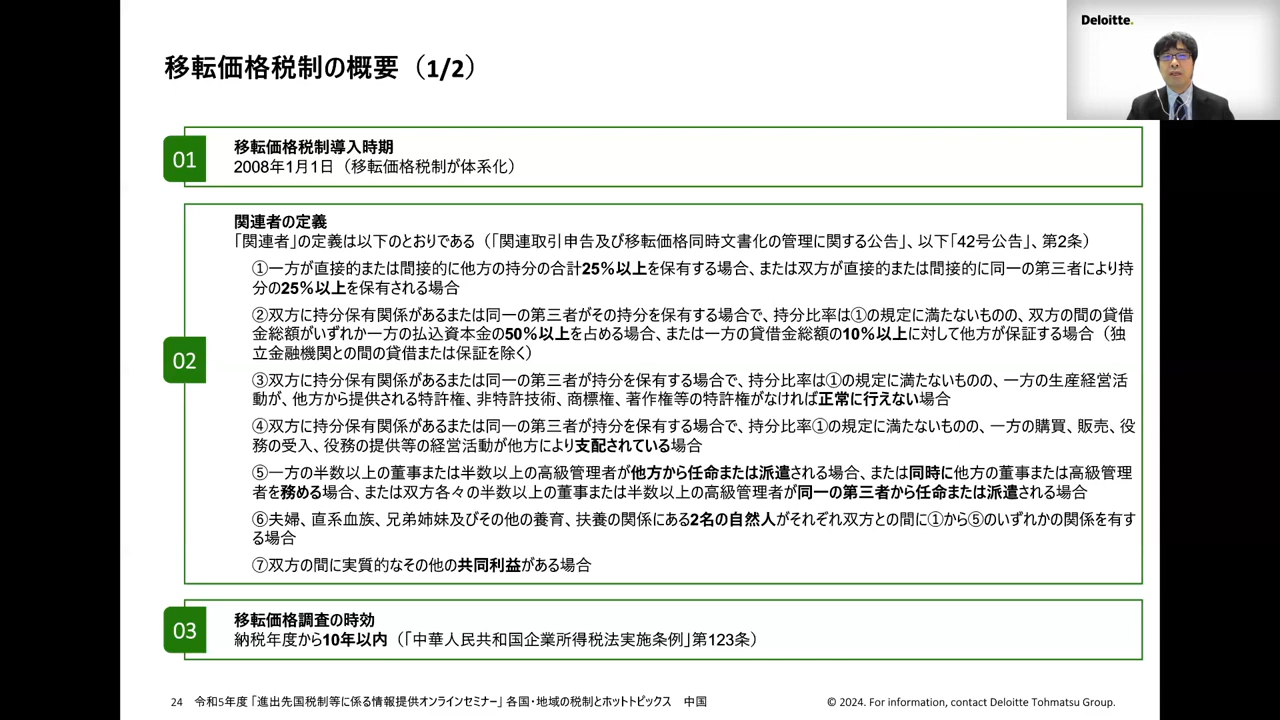 Deloitte.
移転価格税制の概要（1/2）
01
移転価格税制導入時期
2008年1月1日（移転価格税制が体系化）
02
関連者の定義
「関連者」の定義は以下のとおりである（「関連取引申告及び移転価格同時文書化の管理に関する公告」、以下「42号公告」、第2条）
①一方が直接的または間接的に他方の持分の合計25%以上を保有する場合、または双方が直接的または間接的に同一の第三者により持
分の25%以上を保有される場合
②双方に持分保有関係があるまたは同一の第三者がその持分を保有する場合で、持分比率は①の規定に満たないものの、双方の間の貸借
金総額がいずれか一方の払込資本金の50%以上を占める場合、または一方の貸借金総額の10%以上に対して他方が保証する場合（独
立金融機関との間の貸借または保証を除く）
③双方に持分保有関係があるまたは同一の第三者が持分を保有する場合で、持分比率は①の規定に満たないものの、一方の生産経営活
動が、他方から提供される特許権、非特許技術、商標権、著作権等の特許権がなければ正常に行えない場合
④双方に持分保有関係があるまたは同一の第三者が持分を保有する場合で、持分比率①の規定に満たないものの、一方の購買、販売、役
務の受入、役務の提供等の経営活動が他方により支配されている場合
⑤一方の半数以上の董事または半数以上の高級管理者が他方から任命または派遣される場合、または同時に他方の董事または高級管理
者を務める場合、または双方各々の半数以上の董事または半数以上の高級管理者が同一の第三者から任命または派遣される場合
⑥夫婦、直系血族、兄弟姉妹及びその他の養育、扶養の関係にある2名の自然人がそれぞれ双方との間に①から⑤のいずれかの関係を有す
る場合
⑦双方の間に実質的なその他の共同利益がある場合
03
移転価格調査の時効
納税年度から10年以内（「中華人民共和国企業所得税法実施条例」第123条）
24 令和5年度「進出先国税制等に係る情報提供オンラインセミナー」各国・地域の税制とホットトピックス 中国
© 2024. For information, contact Deloitte Tohmatsu Group.